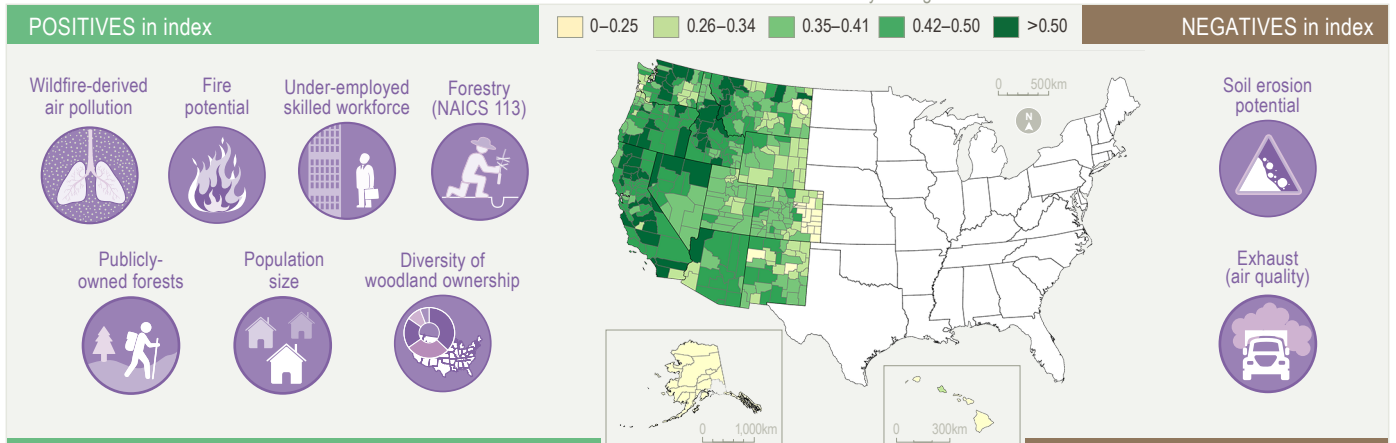 POSITIVES in index
0–0.25
0.26–0.34
0.35–0.41
0.42–0.50
>0.50
NEGATIVES in index
Wildfire-derived
air pollution
Fire
potential
Under-employed
skilled workforce
Forestry
(NAICS 113)
0 500km
N
Soil erosion
potential
Publicly-
owned forests
Population
size
Diversity of
woodland ownership
Exhaust
(air quality)
0 1,000km
0 300km